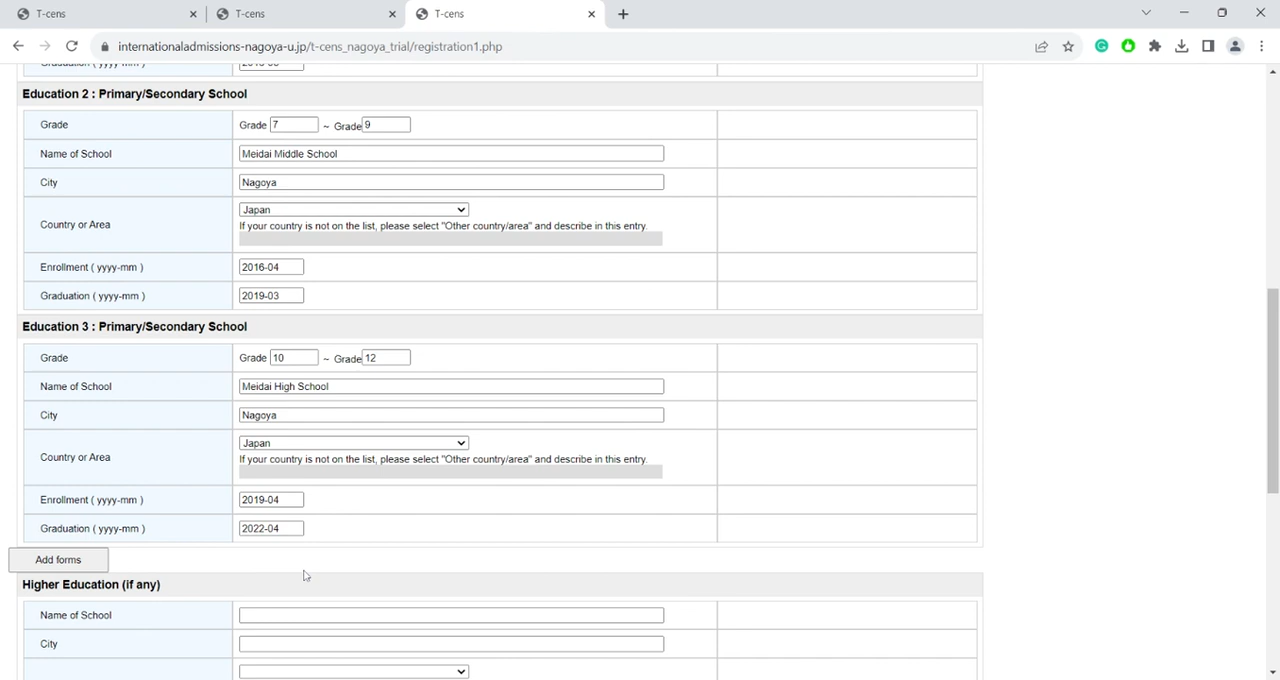 T-cens
T-cens
T-cens
internationaladmissions-nagoya-u.jp/t-cens_nagoya_trial/registration1.php
Education 2 : Primary/Secondary School
Grade Grade 7 ~ Grade 9
Name of School Meidai Middle School
City Nagoya
Japan
Country or Area If your country is not on the list, please select "Other country/area" and describe in this entry.
Enrollment ( yyyy-mm ) 2016-04
Graduation ( yyyy-mm ) 2019-03
Education 3 : Primary/Secondary School
Grade Grade 10 ~ Grade 12
Name of School Meidai High School
City Nagoya
Japan
Country or Area If your country is not on the list, please select "Other country/area" and describe in this entry.
Enrollment ( yyyy-mm ) 2019-04
Graduation ( yyyy-mm ) 2022-04
Add forms
Higher Education (if any)
Name of School
City